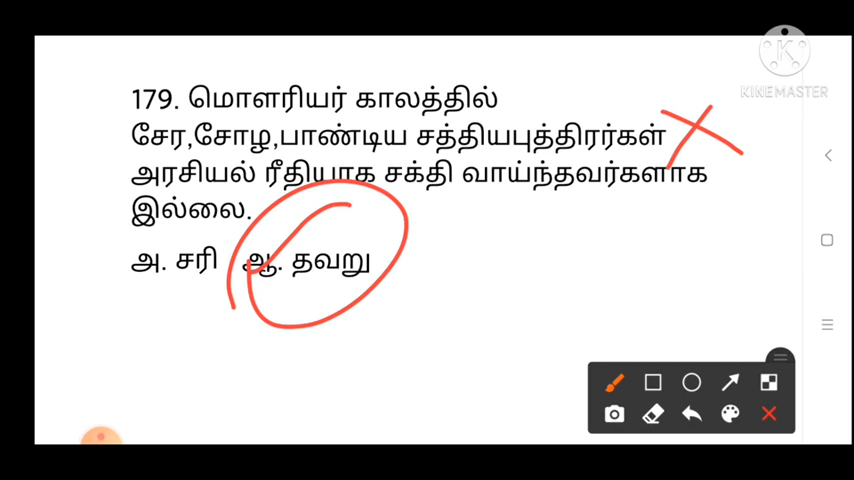 KINEMASTER
179. மௌரியர் காலத்தில்
சேர,சோழ,பாண்டிய சத்தியபுத்திரர்கள்
அரசியல் ரீதியாக சக்தி வாய்ந்தவர்களாக
இல்லை.
அ. சரி ஆ. தவறு